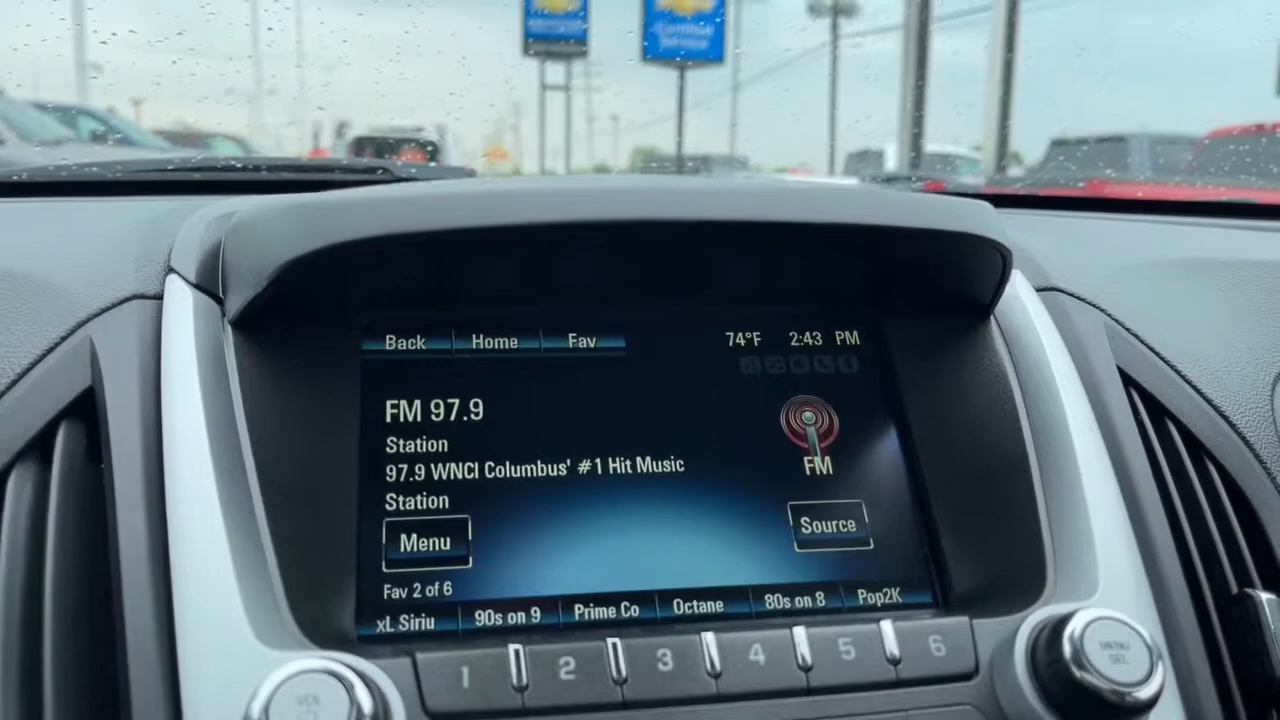 Back Home Fav 74°F 2:43 PM
FM 97.9
Station
97.9 WNCI Columbus' #1 Hit Music
Station
FM
Menu
Source
Fav 2 of 6
xL Siriu 90s on 9 Prime Co Octane 80s on 8 Pop2K
1 2 3 4 5 6
MENU
SEL